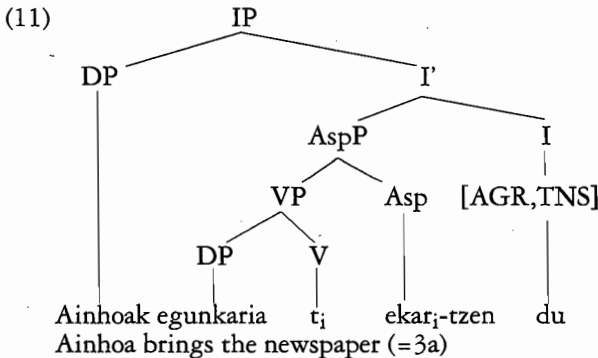 (11) IP
DP I'
AspP I
VP Asp [AGR,TNS]
DP V
Ainhoak egunkaria tᵢ ekarᵢ-tzen du
Ainhoa brings the newspaper (=3a)